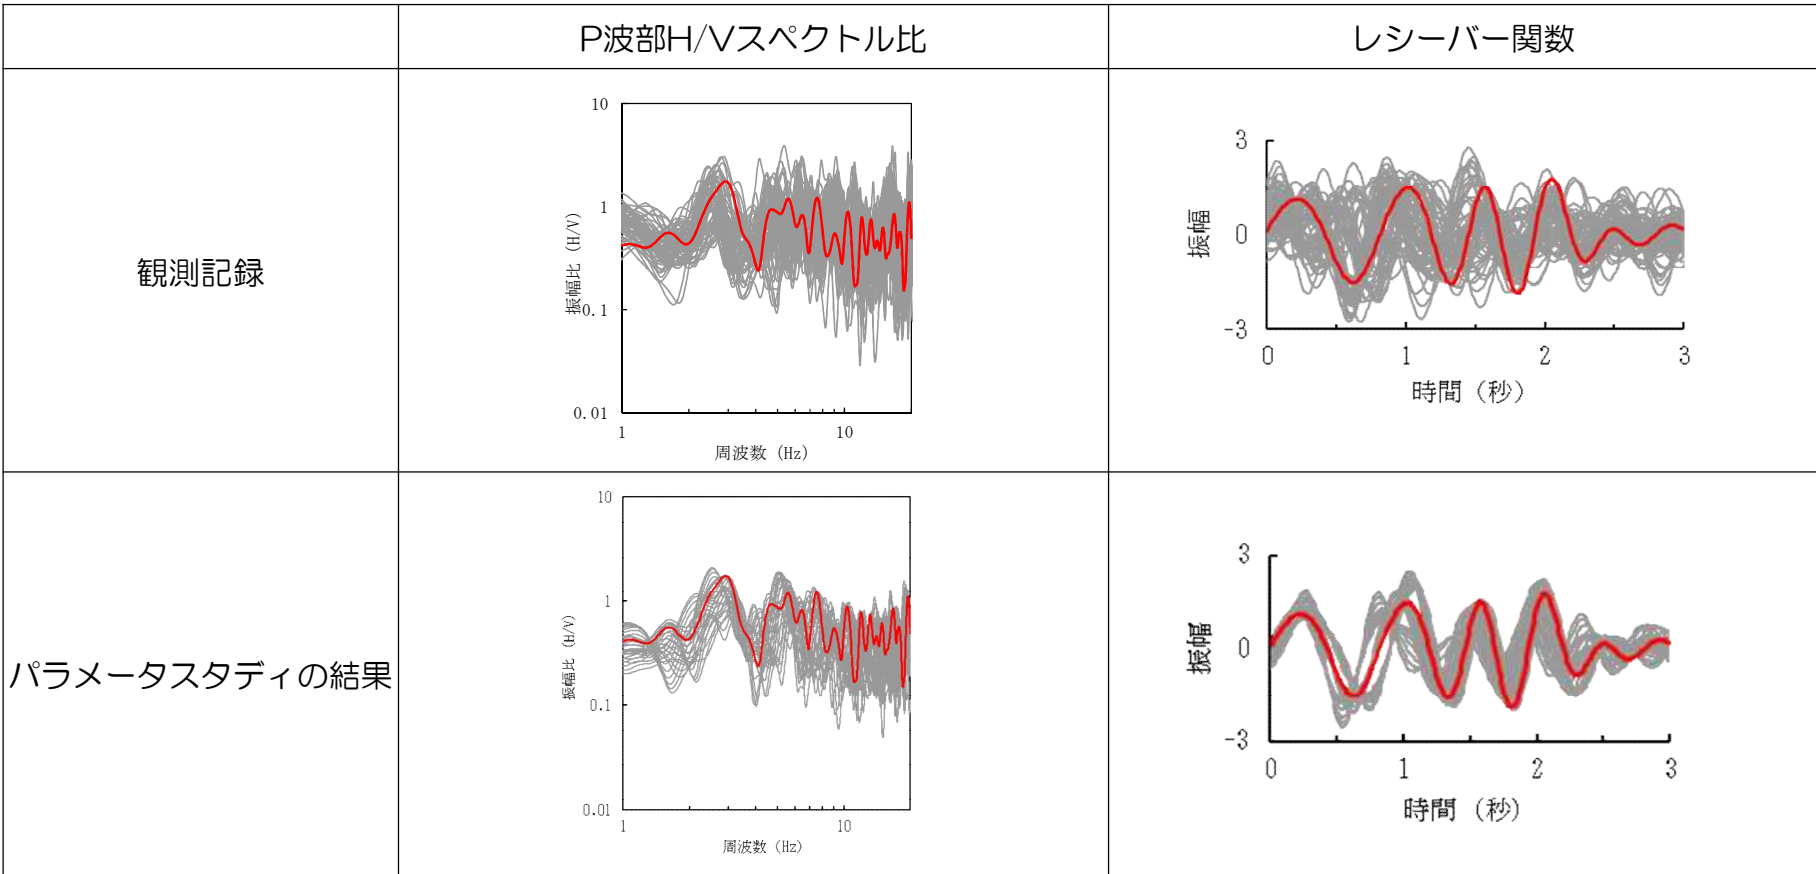 P波部H/Vスペクトル比
レシーバー関数
観測記録
10
1
0.1
0.01
振幅比 (H/V)
1
10
周波数 (Hz)
3
0
-3
振幅
0
1
2
3
時間 (秒)
パラメータスタディの結果
10
1
0.1
0.01
振幅比 (H/V)
1
10
周波数 (Hz)
3
0
-3
振幅
0
1
2
3
時間 (秒)